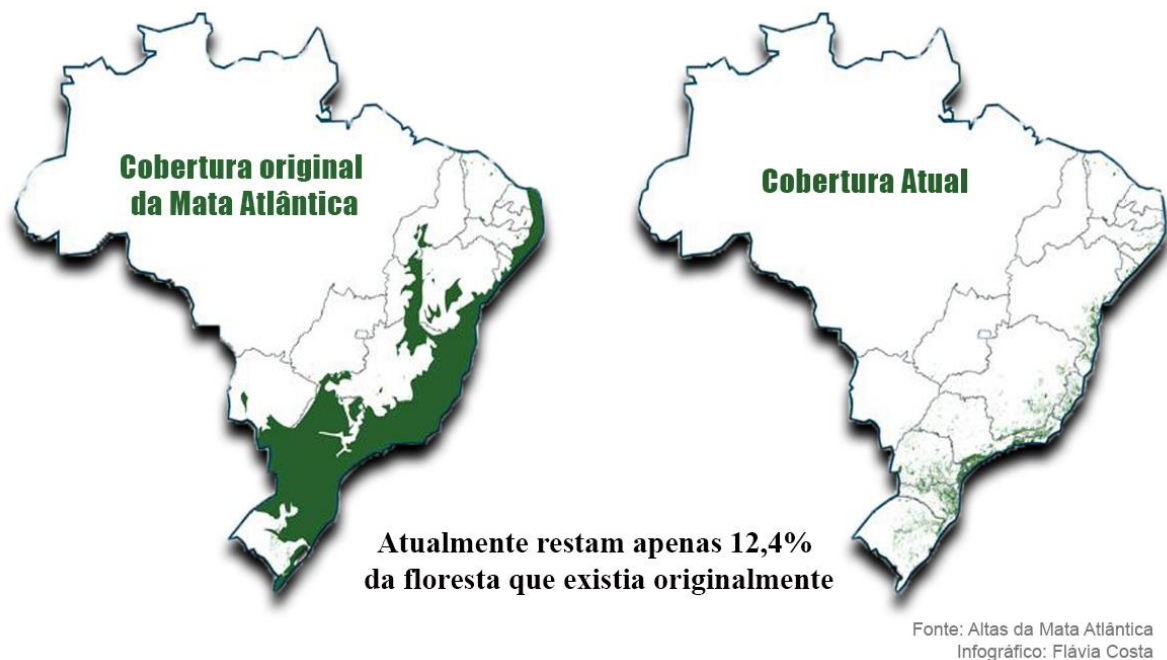 Cobertura original
da Mata Atlântica
Cobertura Atual
Atualmente restam apenas 12,4%
da floresta que existia originalmente
Fonte: Altas da Mata Atlântica
Infográfico: Flávia Costa